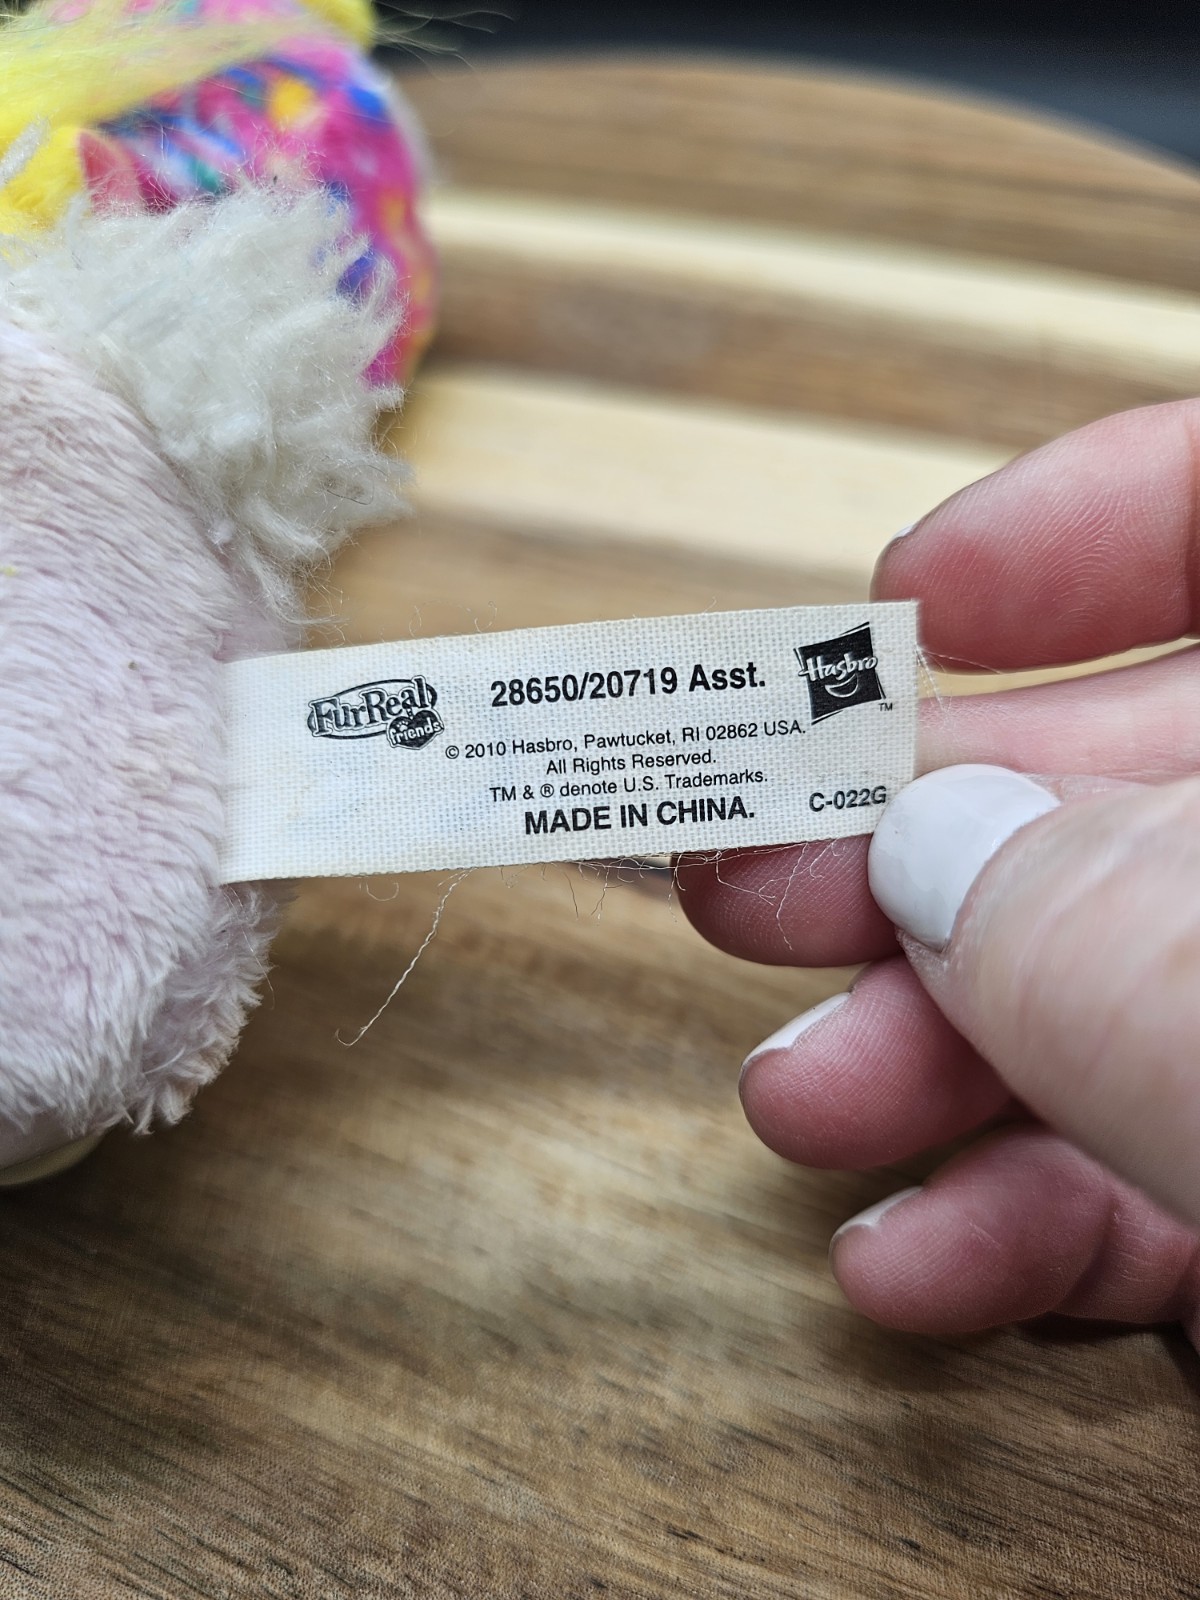 FurReal friends
28650/20719 Asst.
Hasbro
TM
© 2010 Hasbro, Pawtucket, RI 02862 USA.
All Rights Reserved.
TM & ® denote U.S. Trademarks.
MADE IN CHINA.
C-022G